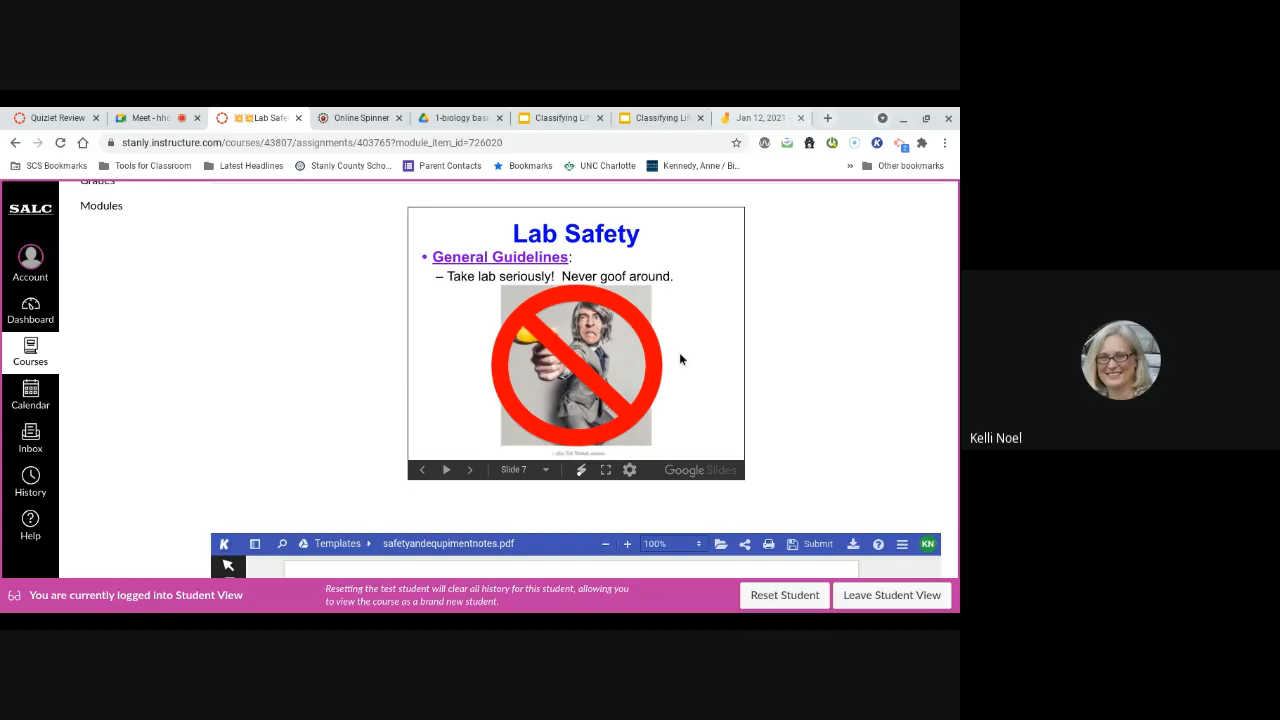 Quizlet Review
Meet - hhc
Lab Safe
Online Spinner
1-biology basi
Classifying Li
Classifying Li
Jan 12, 2021 -
stanly.instructure.com/courses/43807/assignments/403765?module_item_id=726020
SCS Bookmarks
Tools for Classroom
Latest Headlines
Stanly County Scho...
Parent Contacts
Bookmarks
UNC Charlotte
Kennedy, Anne / Bi...
»
Other bookmarks
Grades
SALC
Modules
Account
Dashboard
Courses
Calendar
Inbox
History
Help
Lab Safety
• General Guidelines:
– Take lab seriously! Never goof around.
Slide 7
Google Slides
K
Templates
safetyandequpimentnotes.pdf
100%
Submit
KN
You are currently logged into Student View
Resetting the test student will clear all history for this student, allowing you
to view the course as a brand new student.
Reset Student
Leave Student View
Kelli Noel